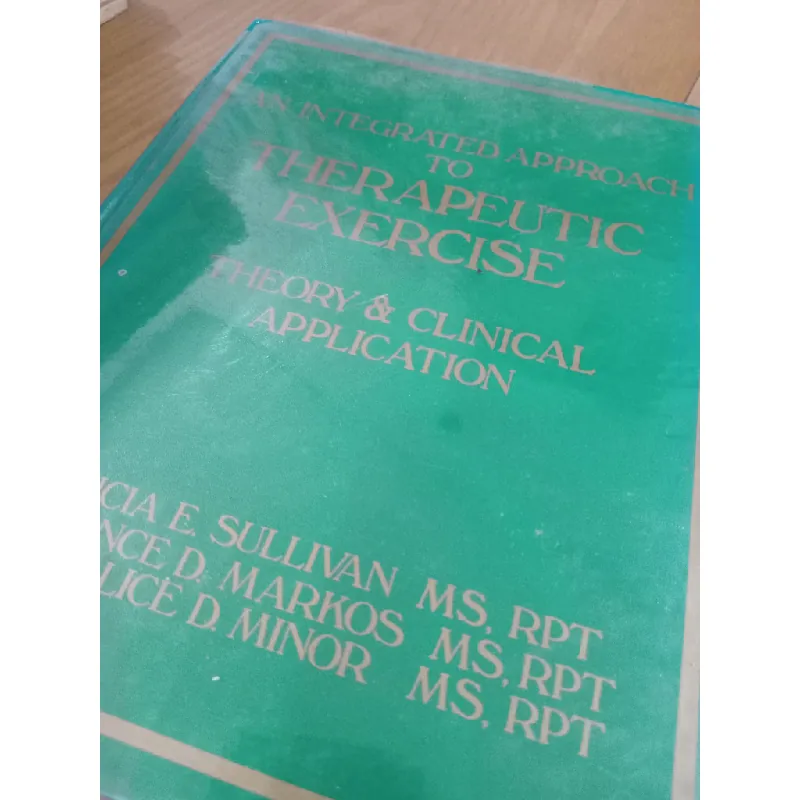 AN INTEGRATED APPROACH
TO
THERAPEUTIC
EXERCISE
THEORY & CLINICAL
APPLICATION
E. SULLIVAN MS, RPT
D. MARKOS MS, RPT
D. MINOR MS, RPT